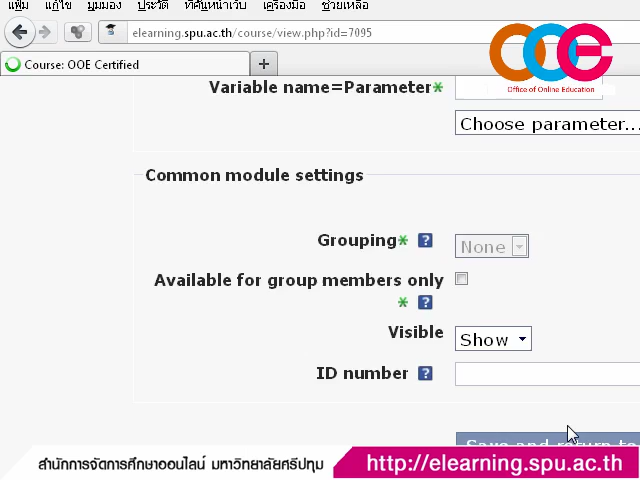 แฟ้ม แก้ไข มุมมอง ประวัติ ที่คั่นหน้าเว็บ เครื่องมือ ช่วยเหลือ
elearning.spu.ac.th/course/view.php?id=7095
Course: OOE Certified
OOE
Office of Online Education
Variable name=Parameter*
Choose parameter...
Common module settings
Grouping* ? None
Available for group members only
* ?
Visible Show
ID number ?
Save and return to
สำนักการจัดการศึกษาออนไลน์ มหาวิทยาลัยศรีปทุม http://elearning.spu.ac.th